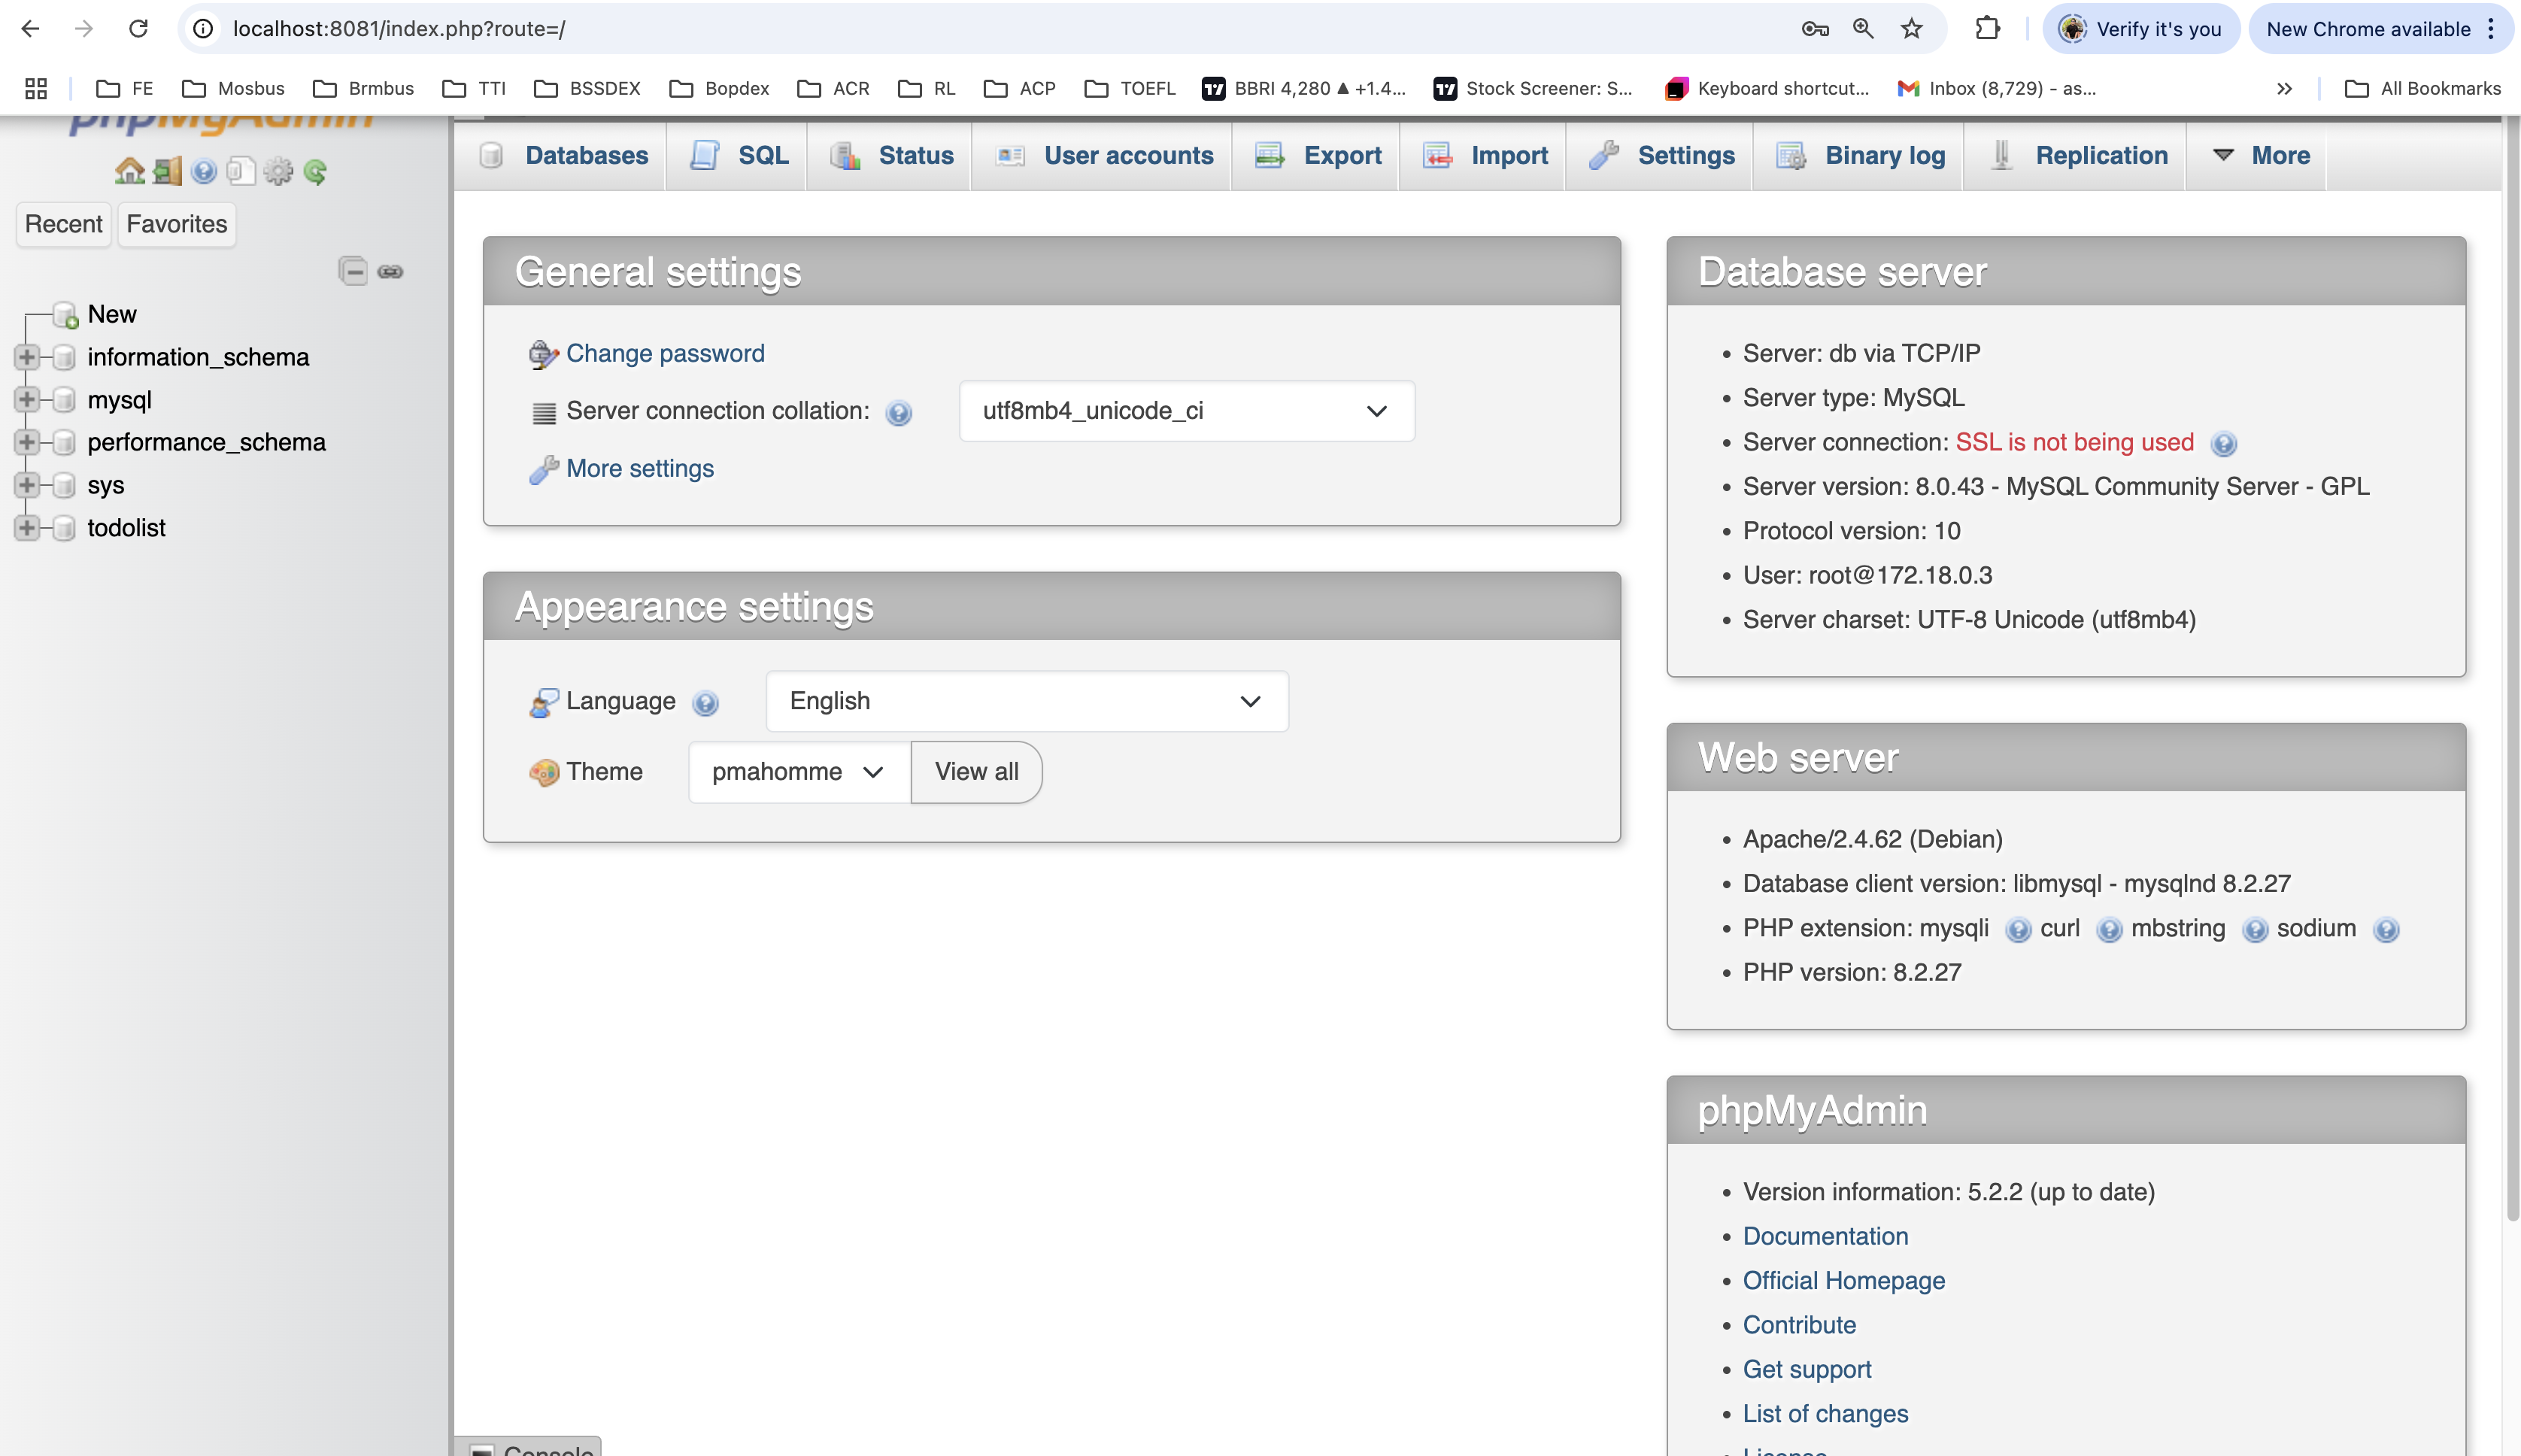 localhost:8081/index.php?route=/
Verify it's you
New Chrome available
FE
Mosbus
Brmbus
TTI
BSSDEX
Bopdex
ACR
RL
ACP
TOEFL
BBRI 4,280 ▲ +1.4...
Stock Screener: S...
Keyboard shortcut...
Inbox (8,729) - as...
All Bookmarks
phpMyAdmin
Recent
Favorites
New
information_schema
mysql
performance_schema
sys
todolist
Databases
SQL
Status
User accounts
Export
Import
Settings
Binary log
Replication
More
General settings
Change password
Server connection collation:
utf8mb4_unicode_ci
More settings
Appearance settings
Language
English
Theme
pmahomme
View all
Database server
Server: db via TCP/IP
Server type: MySQL
Server connection: SSL is not being used
Server version: 8.0.43 - MySQL Community Server - GPL
Protocol version: 10
User: root@172.18.0.3
Server charset: UTF-8 Unicode (utf8mb4)
Web server
Apache/2.4.62 (Debian)
Database client version: libmysql - mysqlnd 8.2.27
PHP extension: mysqli curl mbstring sodium
PHP version: 8.2.27
phpMyAdmin
Version information: 5.2.2 (up to date)
Documentation
Official Homepage
Contribute
Get support
List of changes
License
Console